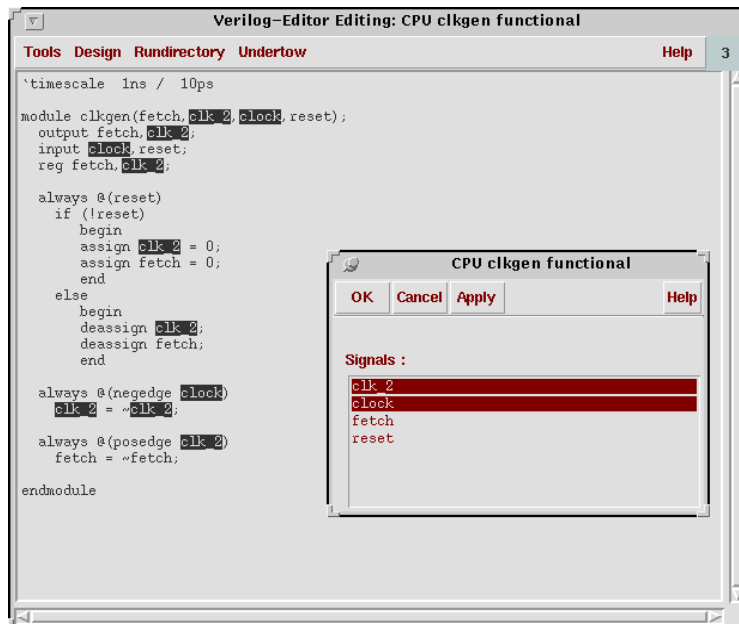 Verilog-Editor Editing: CPU clkgen functional
Tools Design Rundirectory Undertow Help 3
`timescale 1ns / 10ps
module clkgen(fetch,clk_2,clock,reset);
output fetch,clk_2;
input clock,reset;
reg fetch,clk_2;
always @(reset)
if (!reset)
begin
assign clk_2 = 0;
assign fetch = 0;
end
else
begin
deassign clk_2;
deassign fetch;
end
always @(negedge clock)
clk_2 = ~clk_2;
always @(posedge clk_2)
fetch = ~fetch;
endmodule
CPU clkgen functional
OK Cancel Apply Help
Signals :
clk_2
clock
fetch
reset